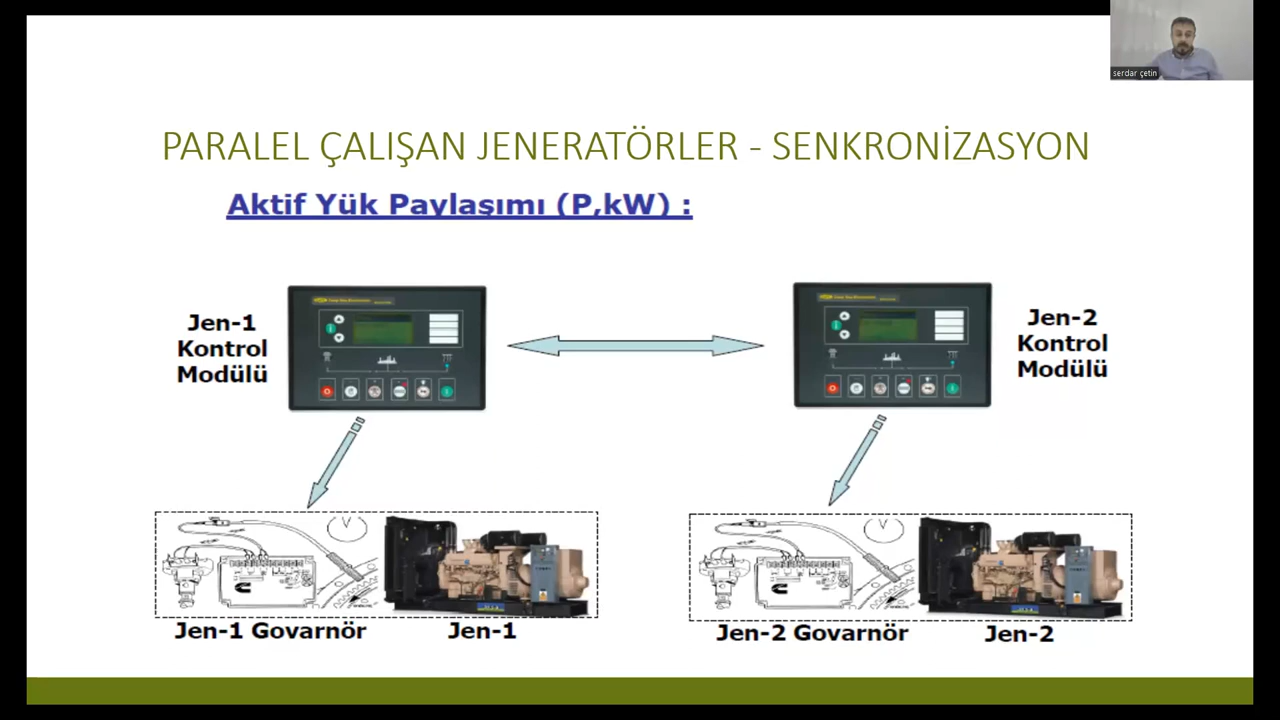 serdar çetin
PARALEL ÇALIŞAN JENERATÖRLER - SENKRONİZASYON
Aktif Yük Paylaşımı (P,kW) :
Jen-1
Kontrol
Modülü
Jen-2
Kontrol
Modülü
Jen-1 Govarnör
Jen-1
Jen-2 Govarnör
Jen-2